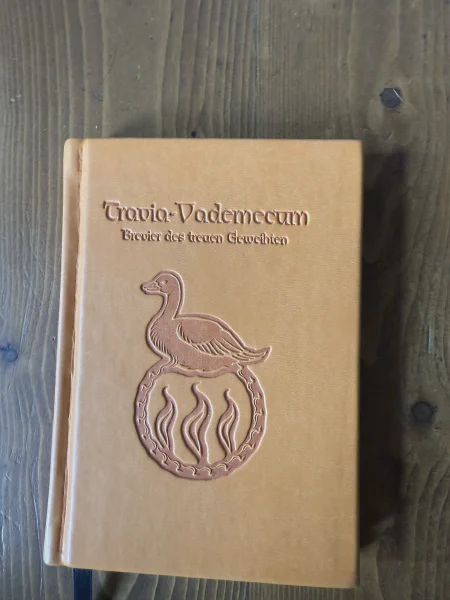 Travia-Vademecum
Brevier des treuen Geweihten